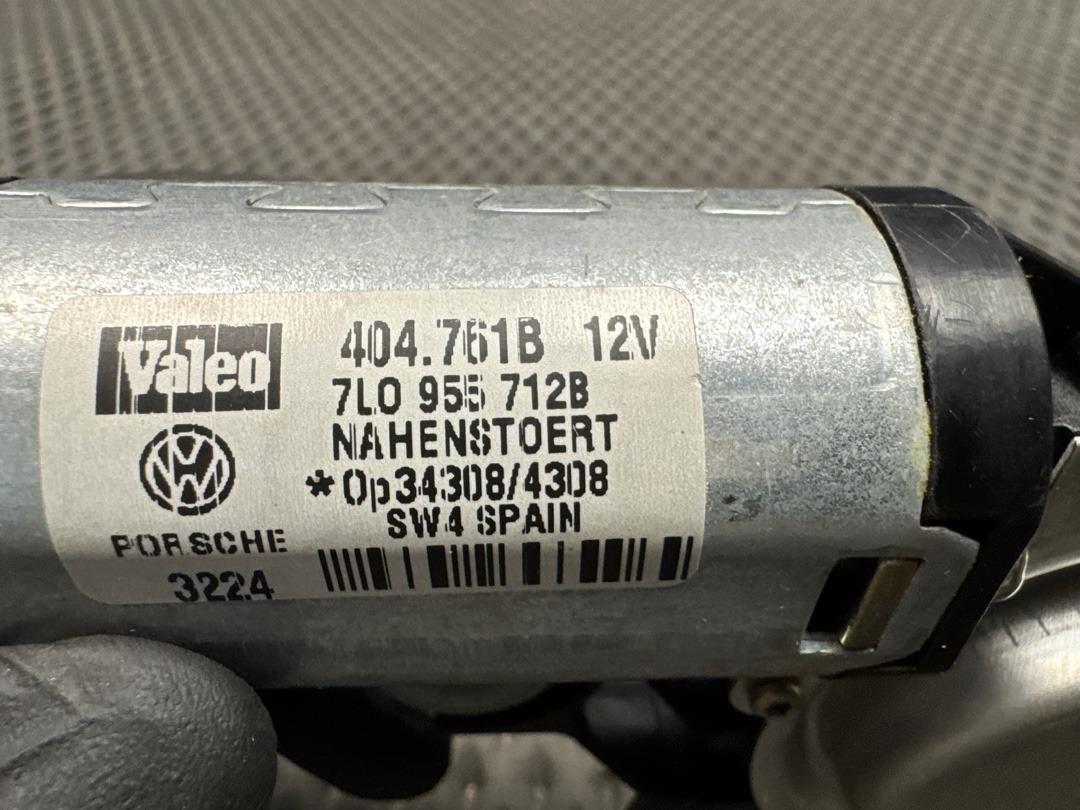 Valeo
404.761B 12V
7L0 955 712B
NAHENSTOERT
*0p34308/4308
SW4 SPAIN
PORSCHE
3224